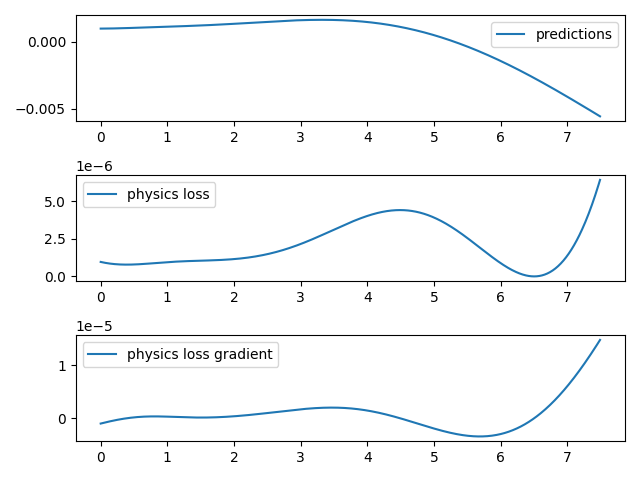 0.000
−0.005
predictions
0 1 2 3 4 5 6 7
1e−6
5.0
2.5
0.0
physics loss
0 1 2 3 4 5 6 7
1e−5
1
0
physics loss gradient
0 1 2 3 4 5 6 7